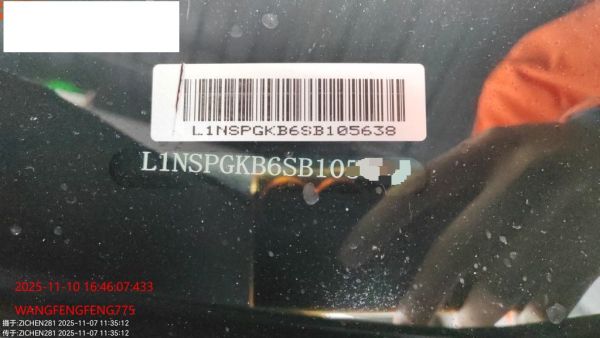 L1NSPGKB6SB105638
L1NSPGKB6SB105
2025-11-10 16:46:07:433
WANGFENGFENG775
摄于:ZICHEN281 2025-11-07 11:35:12
传于:ZICHEN281 2025-11-07 11:35:12